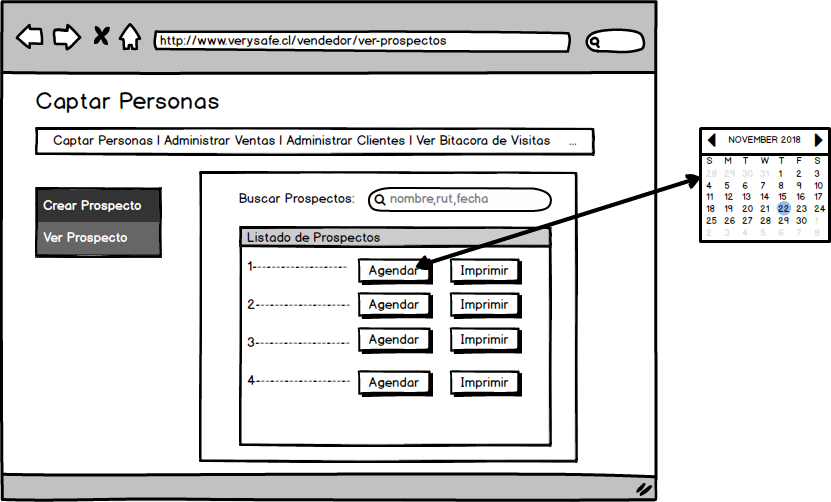 http://www.verysafe.cl/vendedor/ver-prospectos
Captar Personas
Captar Personas | Administrar Ventas | Administrar Clientes | Ver Bitacora de Visitas ...
Crear Prospecto
Ver Prospecto
Buscar Prospectos: nombre,rut,fecha
Listado de Prospectos
1-------------------- Agendar Imprimir
2-------------------- Agendar Imprimir
3-------------------- Agendar Imprimir
4-------------------- Agendar Imprimir
NOVEMBER 2018
S M T W T F S
28 29 30 31 1 2 3
4 5 6 7 8 9 10
11 12 13 14 15 16 17
18 19 20 21 22 23 24
25 26 27 28 29 30 1
2 3 4 5 6 7 8